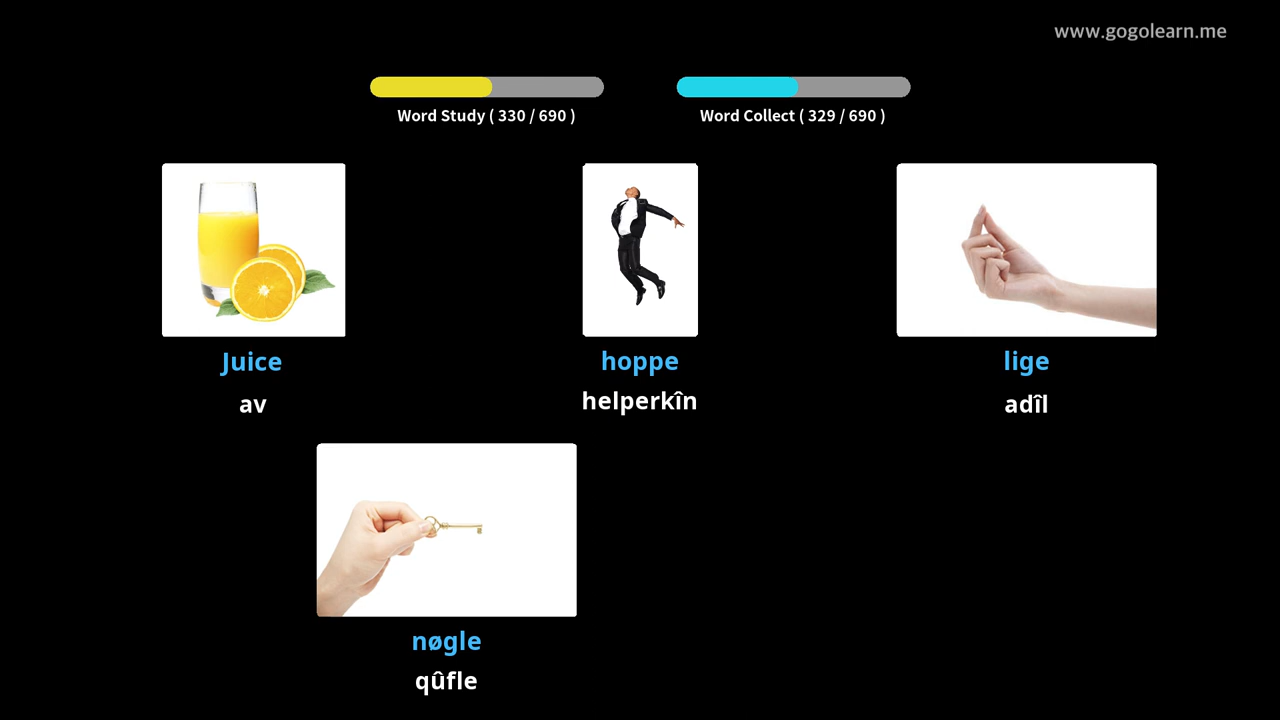 www.gogolearn.me
Word Study ( 330 / 690 )
Word Collect ( 329 / 690 )
Juice
av
hoppe
helperkîn
lige
adîl
nøgle
qûfle